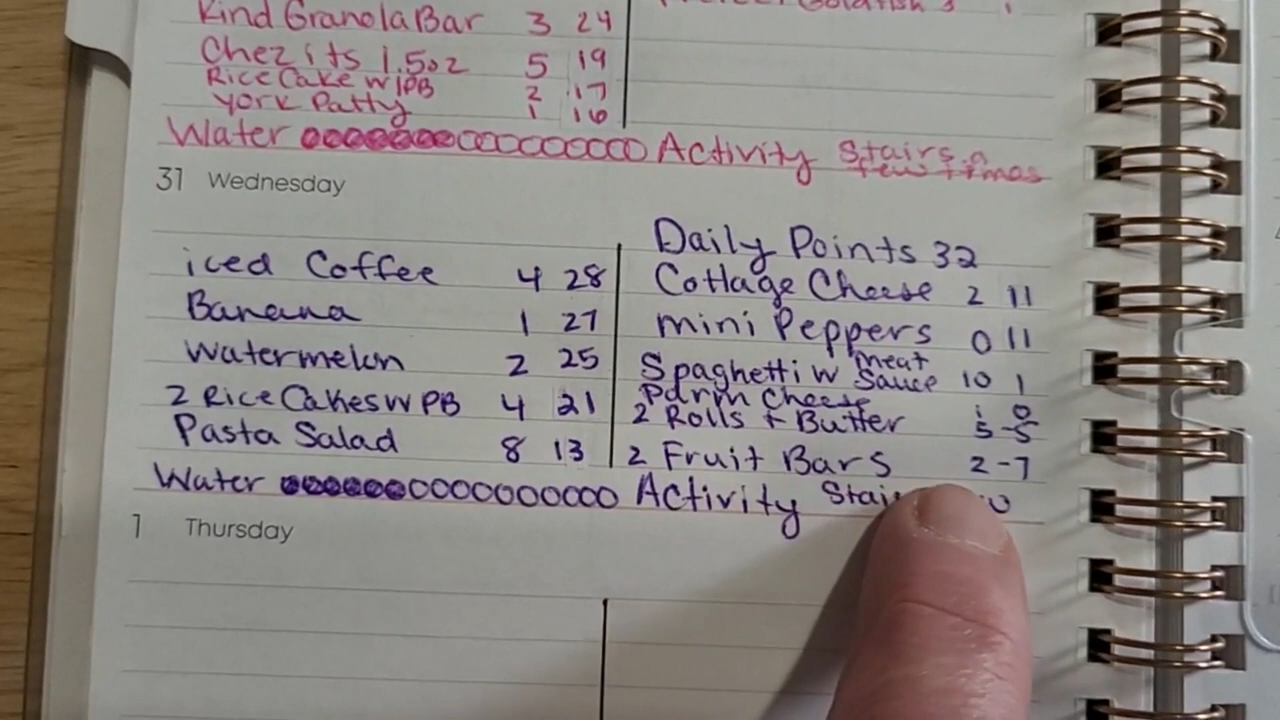 Kind Granola Bar 3 24
Chezits 1.5oz 5 19
Rice Cake w/PB 2 17
York Patty 1 16
Water Activity Stairs a few times
31 Wednesday
iced Coffee 4 28
Banana 1 27
Watermelon 2 25
2 Rice Cakes w PB 4 21
Pasta Salad 8 13
Daily Points 32
Cottage Cheese 2 11
mini Peppers 0 11
Spaghetti w meat Sauce 10 1
Parm Cheese 1 0
2 Rolls + Butter 5 -5
2 Fruit Bars 2 -7
Water Activity
1 Thursday